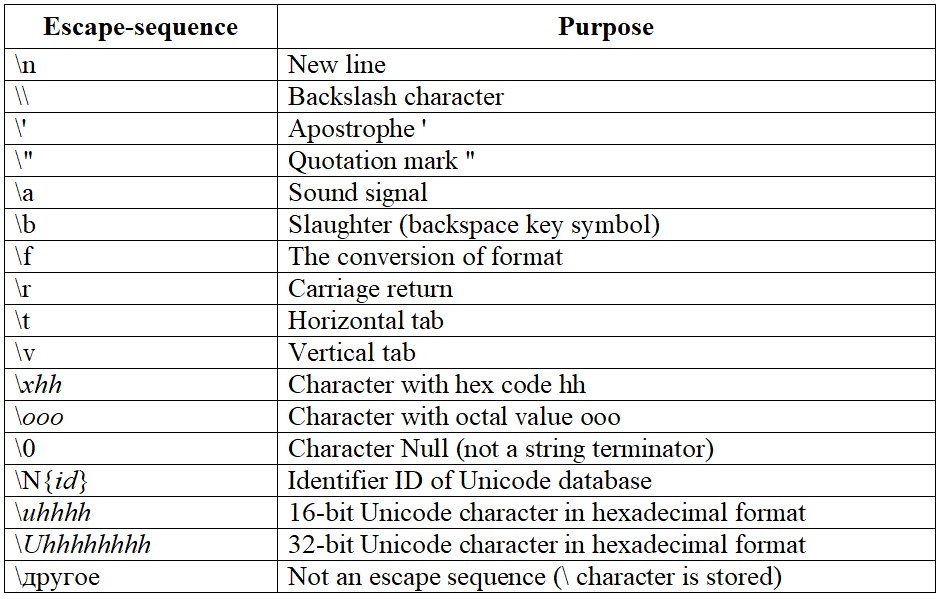 Escape-sequence Purpose
\n New line
\\ Backslash character
\' Apostrophe '
\" Quotation mark "
\a Sound signal
\b Slaughter (backspace key symbol)
\f The conversion of format
\r Carriage return
\t Horizontal tab
\v Vertical tab
\xhh Character with hex code hh
\ooo Character with octal value ooo
\0 Character Null (not a string terminator)
\N{id} Identifier ID of Unicode database
\uhhhh 16-bit Unicode character in hexadecimal format
\Uhhhhhhhh 32-bit Unicode character in hexadecimal format
\другое Not an escape sequence (\ character is stored)